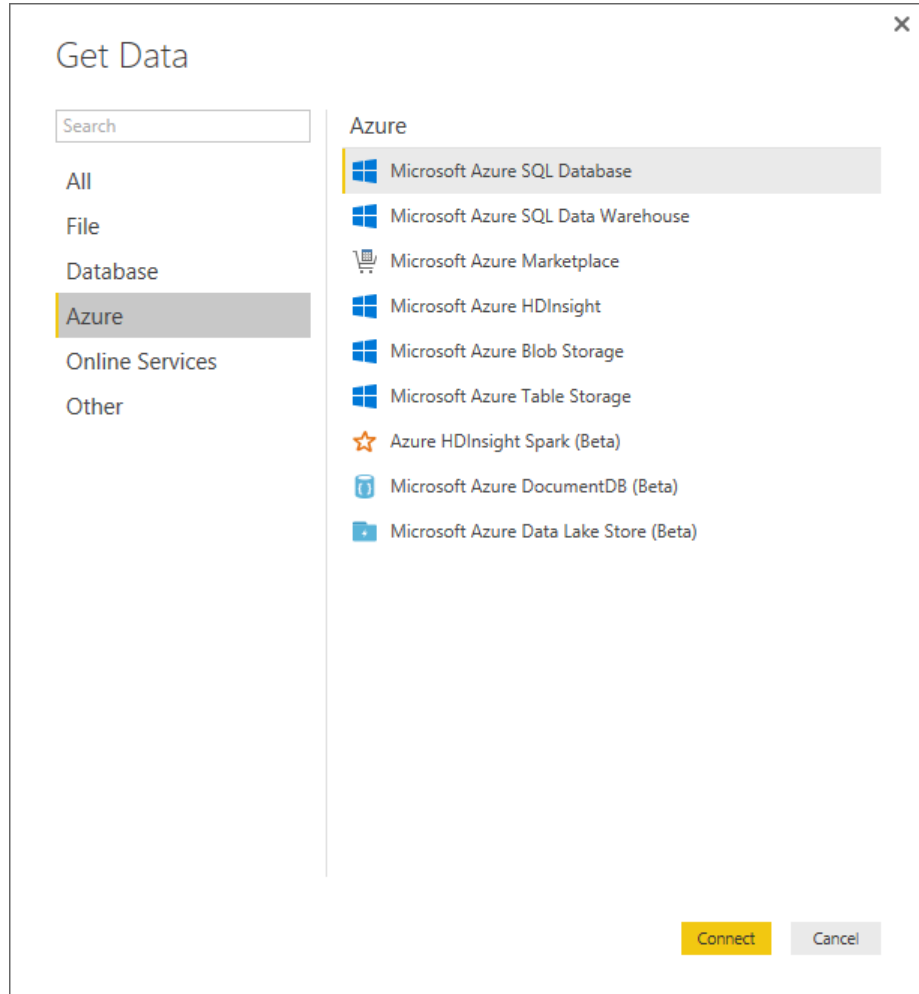 Get Data
Search
All
File
Database
Azure
Online Services
Other
Azure
Microsoft Azure SQL Database
Microsoft Azure SQL Data Warehouse
Microsoft Azure Marketplace
Microsoft Azure HDInsight
Microsoft Azure Blob Storage
Microsoft Azure Table Storage
Azure HDInsight Spark (Beta)
Microsoft Azure DocumentDB (Beta)
Microsoft Azure Data Lake Store (Beta)
Connect
Cancel